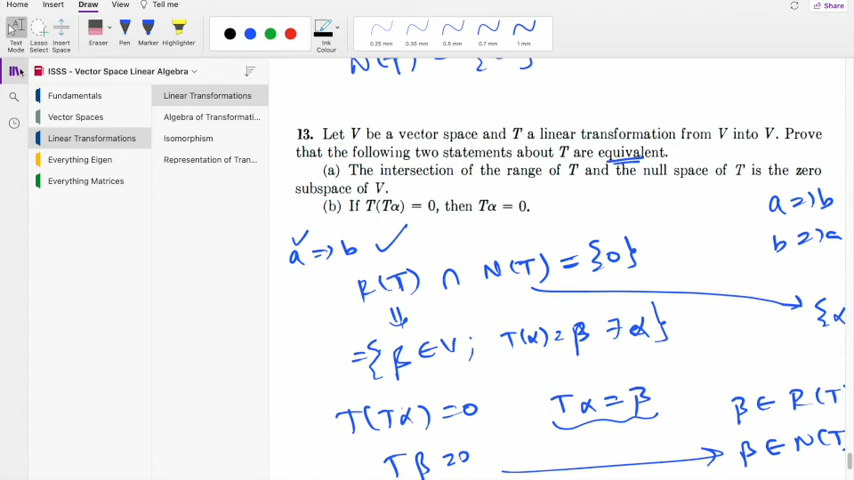 Home Insert Draw View Tell me Share
Text Mode Lasso Select Insert Space Eraser Pen Marker Highlighter Ink Colour 0.25 mm 0.35 mm 0.5 mm 0.7 mm 1 mm
ISSS - Vector Space Linear Algebra
Fundamentals
Vector Spaces
Linear Transformations
Everything Eigen
Everything Matrices
Linear Transformations
Algebra of Transformati...
Isomorphism
Representation of Tran...
N(T) = {0}
13. Let V be a vector space and T a linear transformation from V into V. Prove
that the following two statements about T are equivalent.
(a) The intersection of the range of T and the null space of T is the zero
subspace of V.
(b) If T(Tα) = 0, then Tα = 0.
a => b
b => a
a => b ✓
R(T) ∩ N(T) = {0}
{α
= {β ∈ V; T(α) = β ∃ α}
T(Tα) = 0 Tα = β β ∈ R(T
Tβ = 0 β ∈ N(T